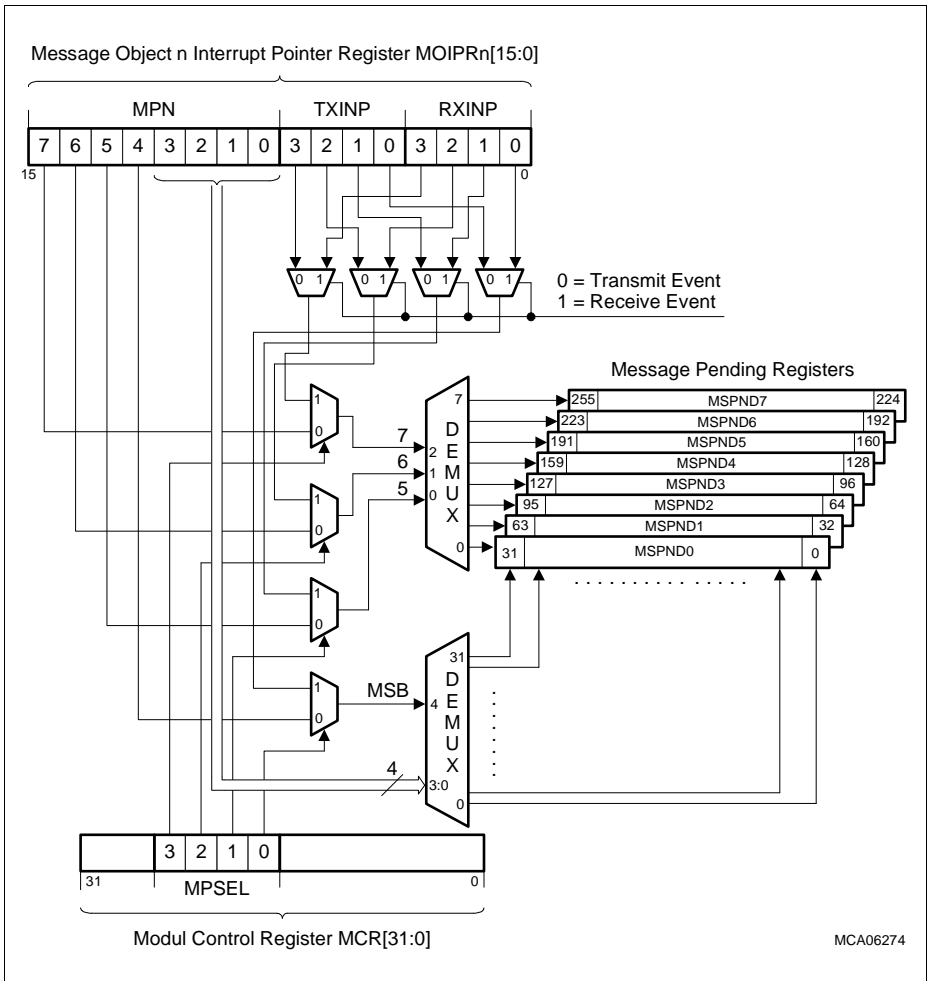 Message Object n Interrupt Pointer Register MOIPRn[15:0]
MPN TXINP RXINP
7 6 5 4 3 2 1 0 3 2 1 0 3 2 1 0
15 0
0 1 0 1 0 1 0 1
0 = Transmit Event
1 = Receive Event
Message Pending Registers
255 MSPND7 224
223 MSPND6 192
191 MSPND5 160
159 MSPND4 128
127 MSPND3 96
95 MSPND2 64
63 MSPND1 32
31 MSPND0 0
1
0
7
6
5
1
0
1
0
1
0
MSB
7
2
1
0
0
DEMUX
. . . . . . . . . . . . . . .
31
4
3:0
0
DEMUX
4
3 2 1 0
31 0
MPSEL
Modul Control Register MCR[31:0]
MCA06274